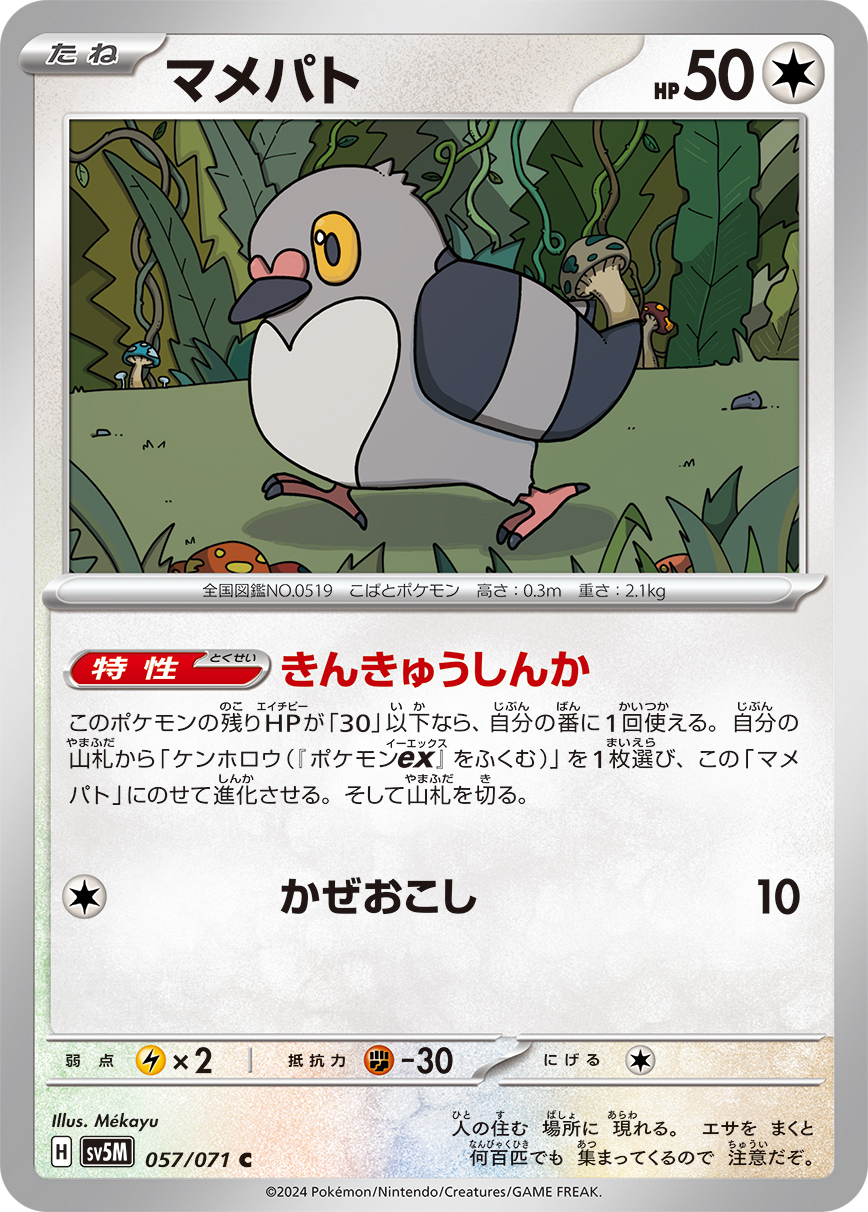 たね
マメパト
HP50
全国図鑑NO.0519 こばとポケモン 高さ：0.3m 重さ：2.1kg
特性 とくせい きんきゅうしんか
このポケモンの残りHPが「30」以下なら、自分の番に1回使える。自分の
山札から「ケンホロウ（『ポケモンex』をふくむ）」を1枚選び、この「マメ
パト」にのせて進化させる。そして山札を切る。
かぜおこし 10
弱点 ×2 抵抗力 -30 にげる
Illus. Mékayu
H SV5M 057/071 C
人の住む 場所に 現れる。 エサを まくと
何百匹でも 集まってくるので 注意だぞ。
©2024 Pokémon/Nintendo/Creatures/GAME FREAK.